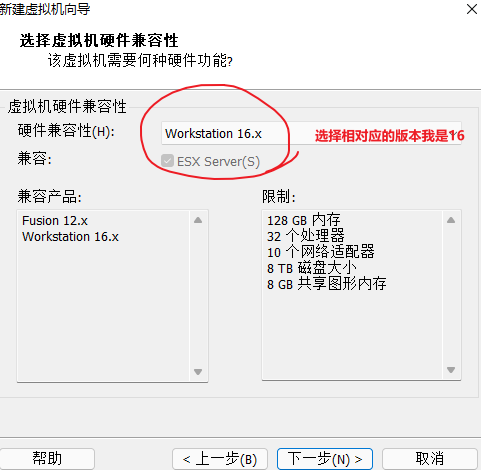 新建虚拟机向导
选择虚拟机硬件兼容性
该虚拟机需要何种硬件功能?
虚拟机硬件兼容性
硬件兼容性(H):
Workstation 16.x
选择相对应的版本我是16
兼容:
ESX Server(S)
兼容产品:
Fusion 12.x
Workstation 16.x
限制:
128 GB 内存
32 个处理器
10 个网络适配器
8 TB 磁盘大小
8 GB 共享图形内存
帮助
< 上一步(B)
下一步(N) >
取消